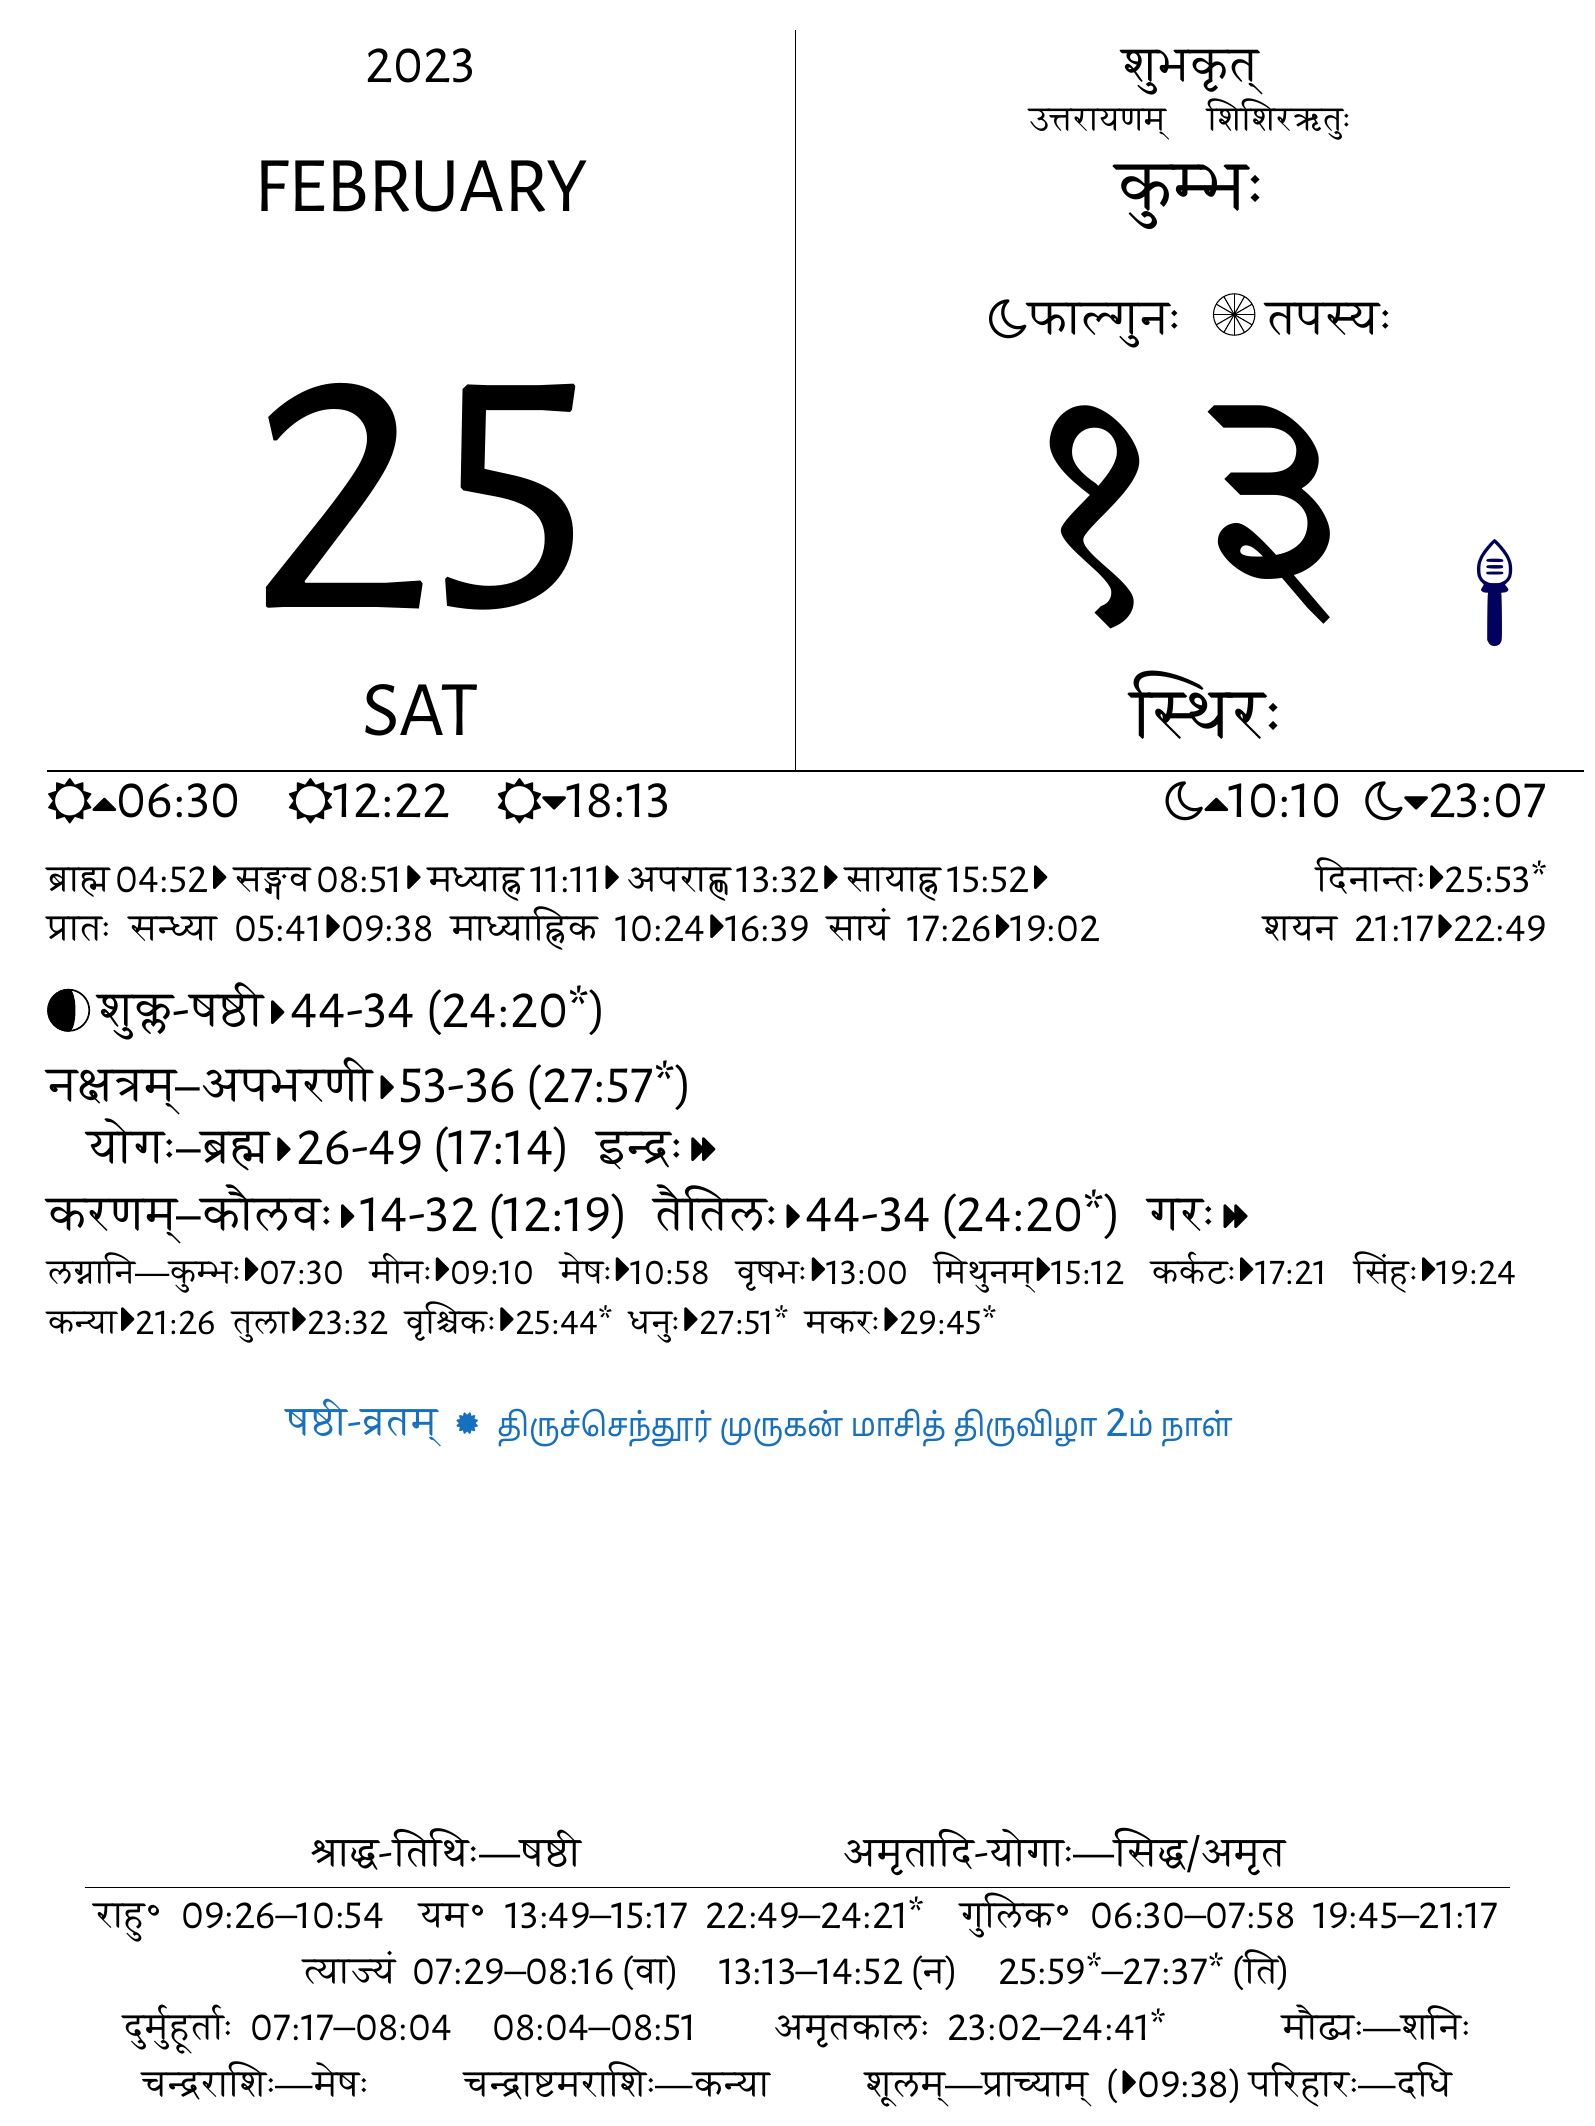 2023
FEBRUARY
25
SAT
शुभकृत्
उत्तरायणम् शिशिरऋतुः
कुम्भः
फाल्गुनः तपस्यः
१३
स्थिरः
06:30 12:22 18:13 10:10 23:07
ब्राह्म 04:52 सङ्गव 08:51 मध्याह्न 11:11 अपराह्ण 13:32 सायाह्न 15:52 दिनान्तः 25:53*
प्रातः सन्ध्या 05:41 09:38 माध्याह्निक 10:24 16:39 सायं 17:26 19:02 शयन 21:17 22:49
शुक्ल-षष्ठी 44-34 (24:20*)
नक्षत्रम्–अपभरणी 53-36 (27:57*)
योगः–ब्रह्म 26-49 (17:14) इन्द्रः
करणम्–कौलवः 14-32 (12:19) तैतिलः 44-34 (24:20*) गरः
लग्नानि—कुम्भः 07:30 मीनः 09:10 मेषः 10:58 वृषभः 13:00 मिथुनम् 15:12 कर्कटः 17:21 सिंहः 19:24
कन्या 21:26 तुला 23:32 वृश्चिकः 25:44* धनुः 27:51* मकरः 29:45*
षष्ठी-व्रतम् திருச்செந்தூர் முருகன் மாசித் திருவிழா 2ம் நாள்
श्राद्ध-तिथिः—षष्ठी अमृतादि-योगाः—सिद्ध/अमृत
राहु॰ 09:26–10:54 यम॰ 13:49–15:17 22:49–24:21* गुलिक॰ 06:30–07:58 19:45–21:17
त्याज्यं 07:29–08:16 (वा) 13:13–14:52 (न) 25:59*–27:37* (ति)
दुर्मुहूर्ताः 07:17–08:04 08:04–08:51 अमृतकालः 23:02–24:41* मौढ्यः—शनिः
चन्द्रराशिः—मेषः चन्द्राष्टमराशिः—कन्या शूलम्—प्राच्याम् (09:38) परिहारः—दधि